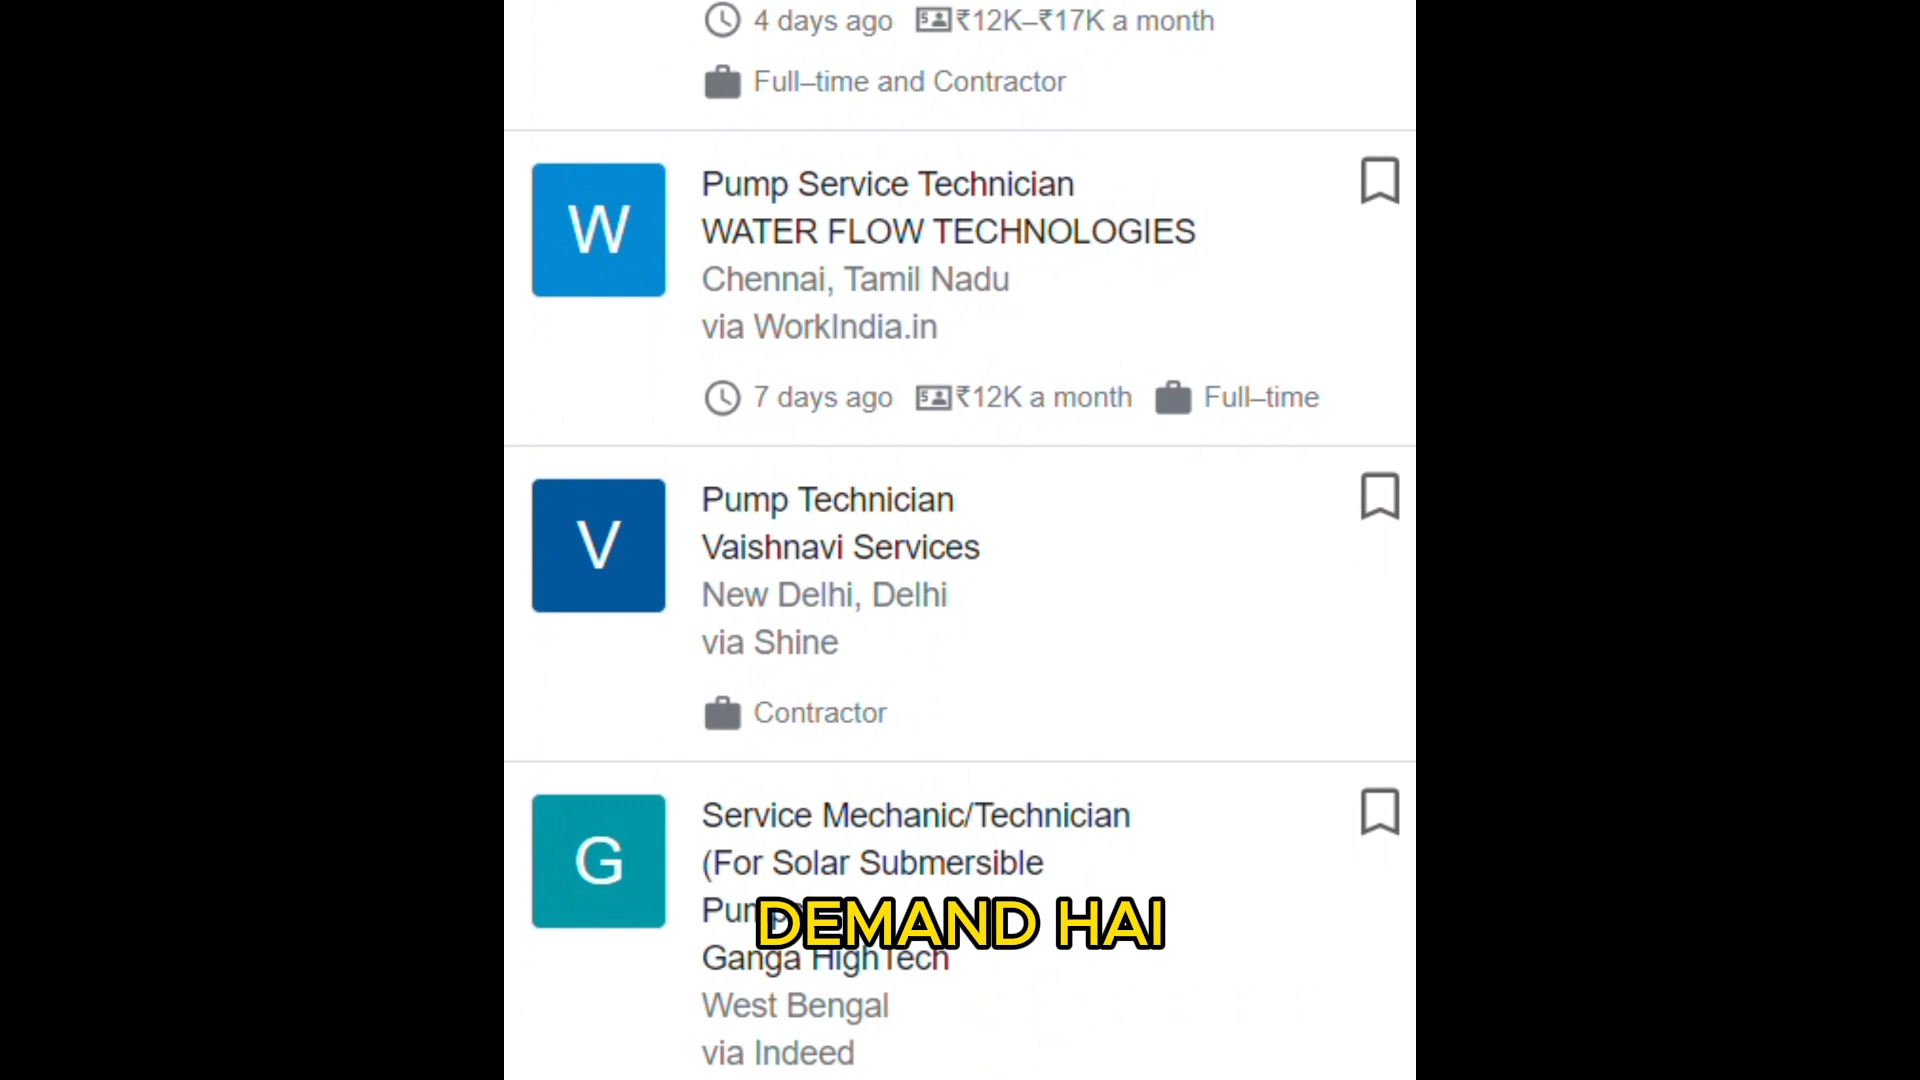 4 days ago ₹12K–₹17K a month
Full–time and Contractor
W
Pump Service Technician
WATER FLOW TECHNOLOGIES
Chennai, Tamil Nadu
via WorkIndia.in
7 days ago ₹12K a month Full–time
V
Pump Technician
Vaishnavi Services
New Delhi, Delhi
via Shine
Contractor
G
Service Mechanic/Technician
(For Solar Submersible
DEMAND HAI
Ganga HighTech
West Bengal
via Indeed